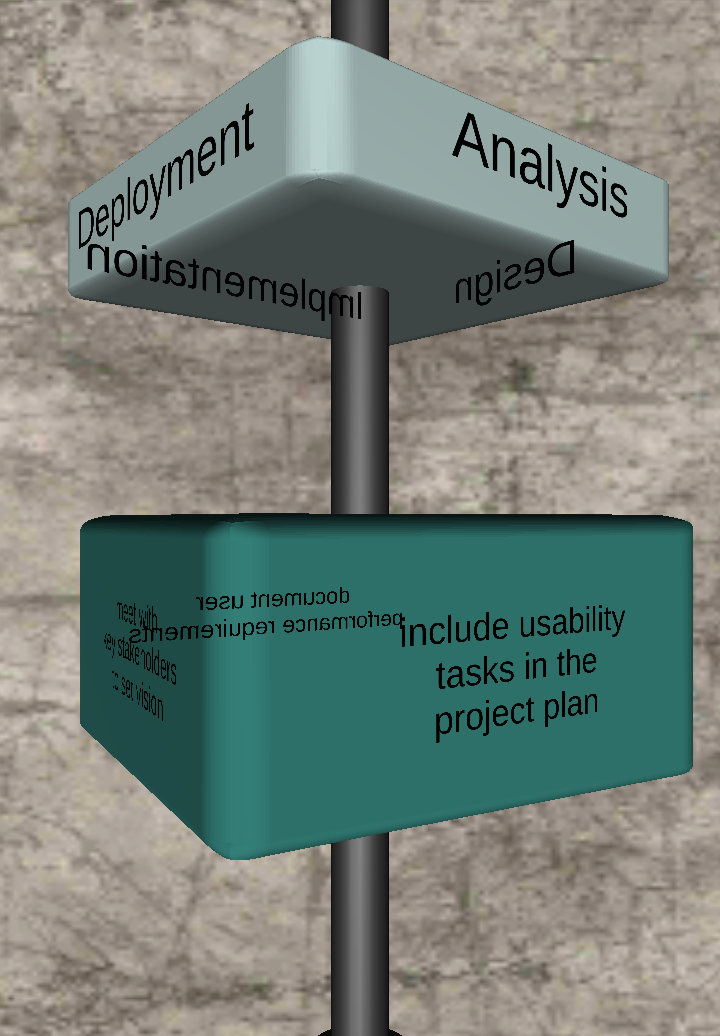 Deployment
Analysis
Implementation
Design
meet with
key stakeholders
to set vision
document user
performance requirements
include usability
tasks in the
project plan